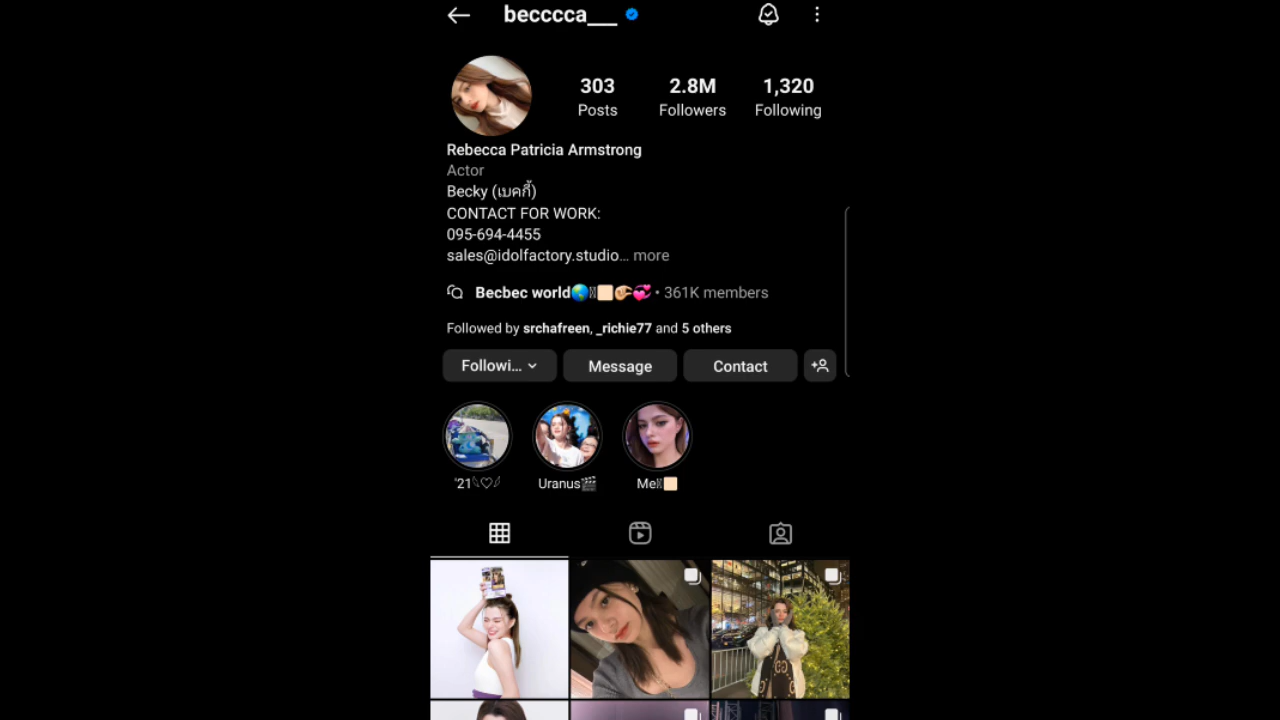 becccca___
303 2.8M 1,320
Posts Followers Following
Rebecca Patricia Armstrong
Actor
Becky (เบคกี้)
CONTACT FOR WORK:
095-694-4455
sales@idolfactory.studio... more
Becbec world🌎🏻🤏🏼💞 • 361K members
Followed by srchafreen, _richie77 and 5 others
Followi...
Message
Contact
'21𓆩♡𓆪
Uranus🎬
Me🏻